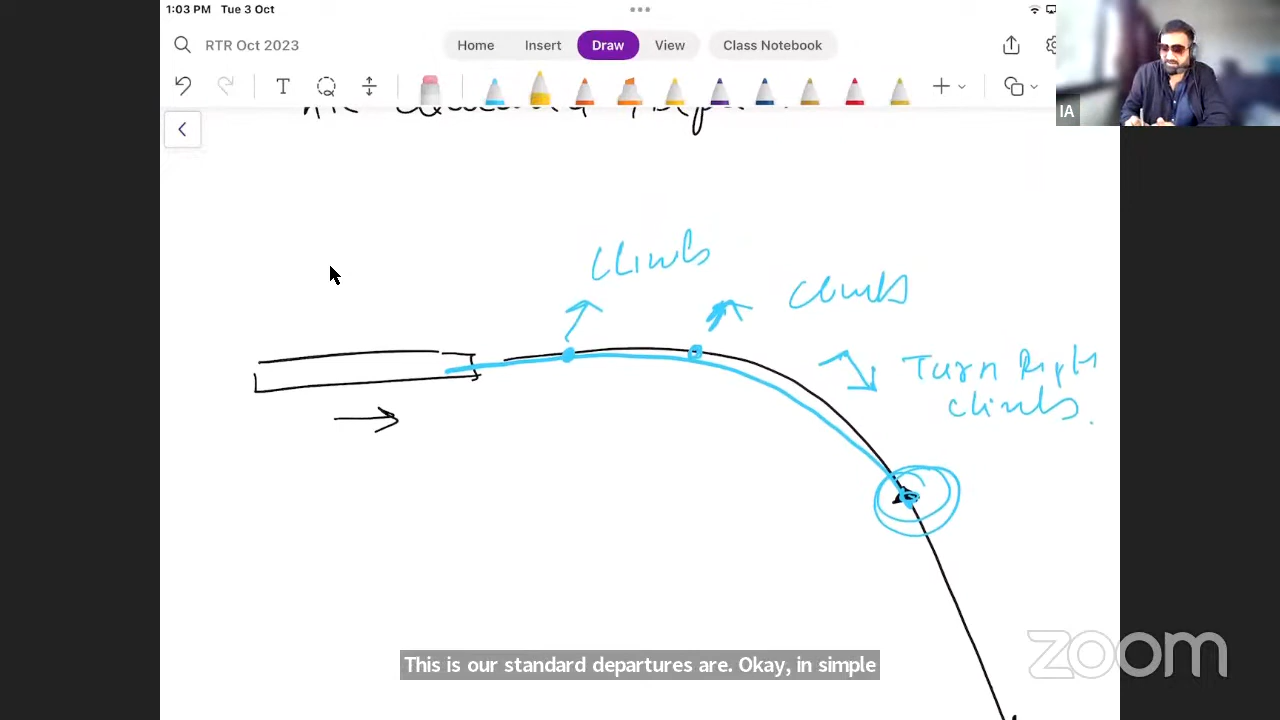 1:03 PM Tue 3 Oct
RTR Oct 2023
Home Insert Draw View Class Notebook
T
IA
Climb
Climb
Turn Right
Climb.
This is our standard departures are. Okay, in simple
zoom